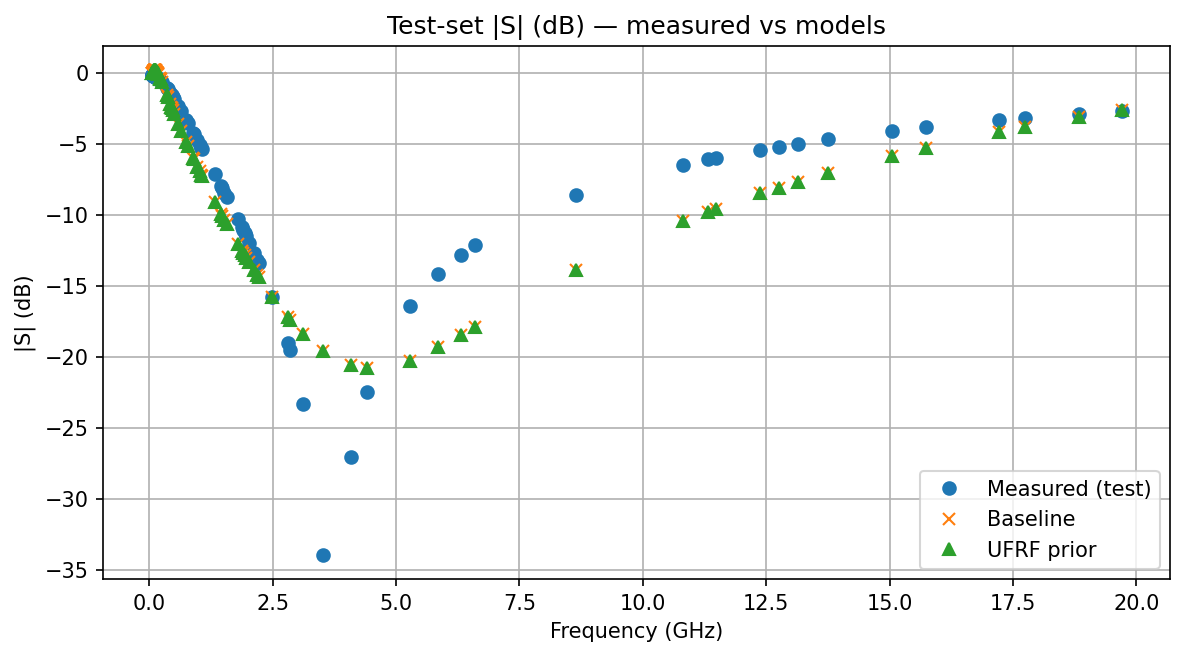 Test-set |S| (dB) — measured vs models
0
−5
−10
−15
−20
−25
−30
−35
|S| (dB)
Measured (test)
Baseline
UFRF prior
0.0 2.5 5.0 7.5 10.0 12.5 15.0 17.5 20.0
Frequency (GHz)